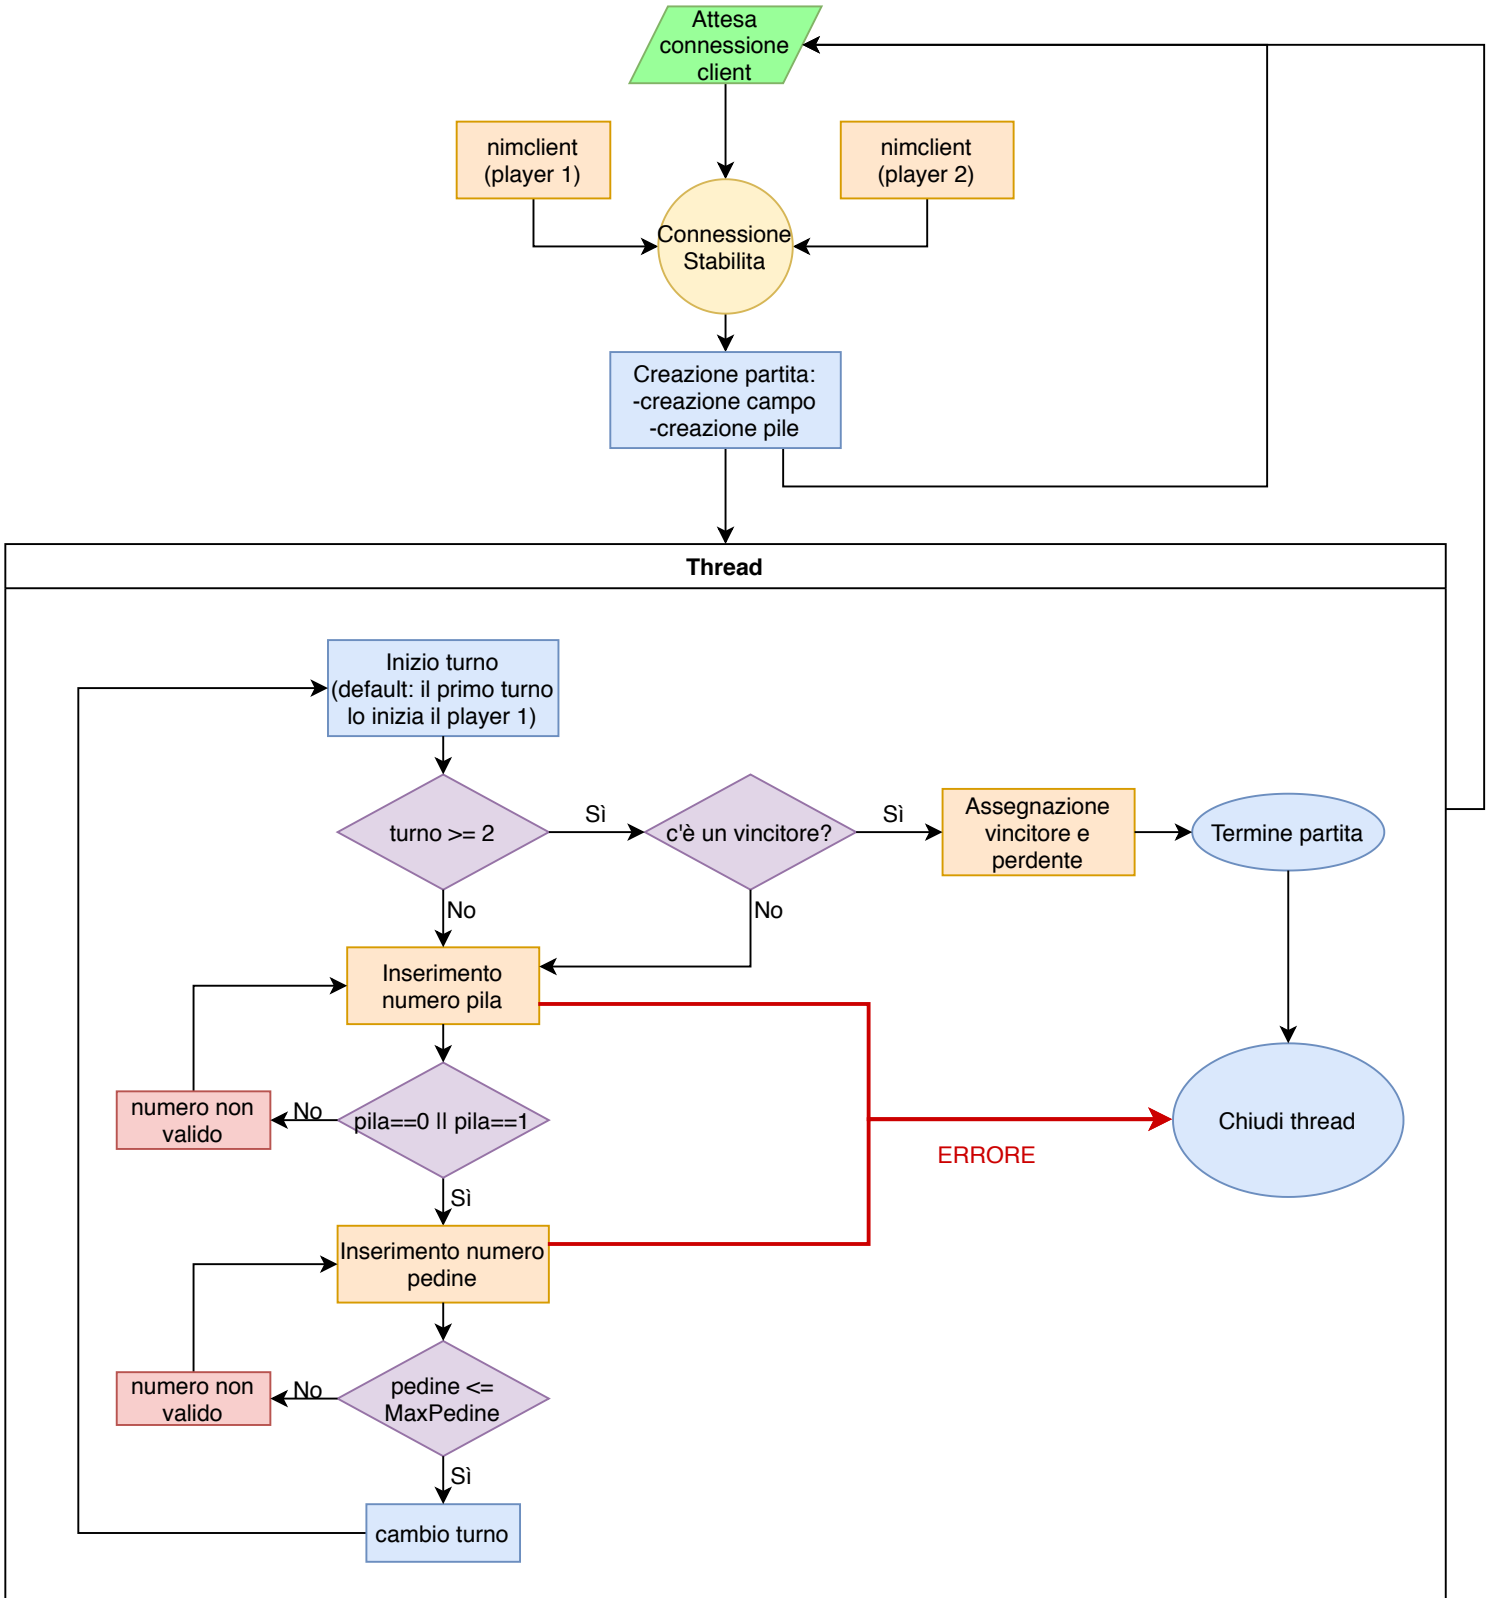 Attesa
connessione
client
nimclient
(player 1)
nimclient
(player 2)
Connessione
Stabilita
Creazione partita:
-creazione campo
-creazione pile
Thread
Inizio turno
(default: il primo turno
lo inizia il player 1)
turno >= 2
Sì
c'è un vincitore?
Sì
Assegnazione
vincitore e
perdente
Termine partita
No
No
Inserimento
numero pila
numero non
valido
No
pila==0 || pila==1
ERRORE
Chiudi thread
Sì
Inserimento numero
pedine
numero non
valido
No
pedine <=
MaxPedine
Sì
cambio turno